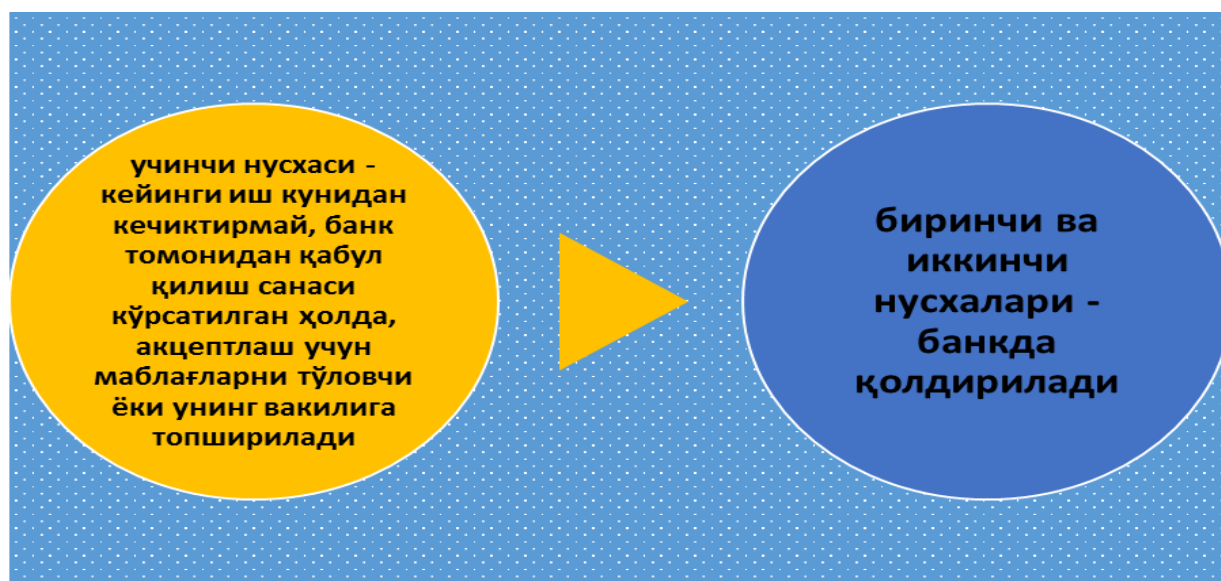 учинчи нусхаси -
кейинги иш кунидан
кечиктирмай, банк
томонидан қабул
қилиш санаси
кўрсатилган ҳолда,
акцептлаш учун
маблағларни тўловчи
ёки унинг вакилига
топширилади
биринчи ва
иккинчи
нусхалари -
банкда
қолдирилади